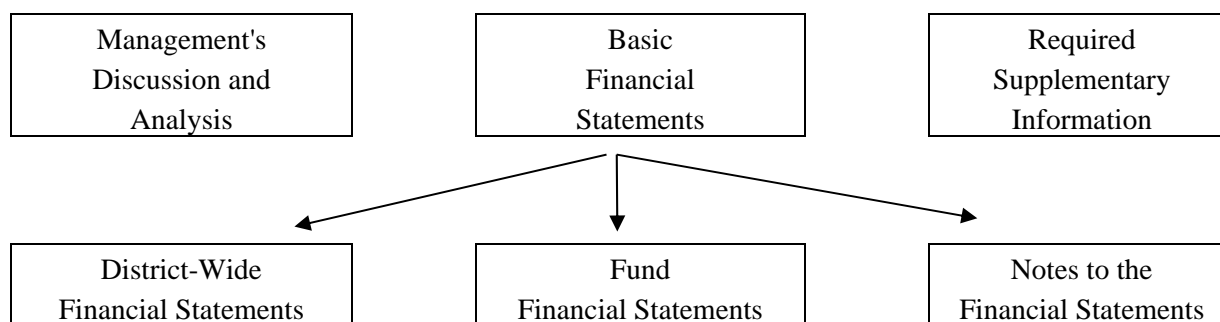 Management's
Discussion and
Analysis
Basic
Financial
Statements
Required
Supplementary
Information
District-Wide
Financial Statements
Fund
Financial Statements
Notes to the
Financial Statements